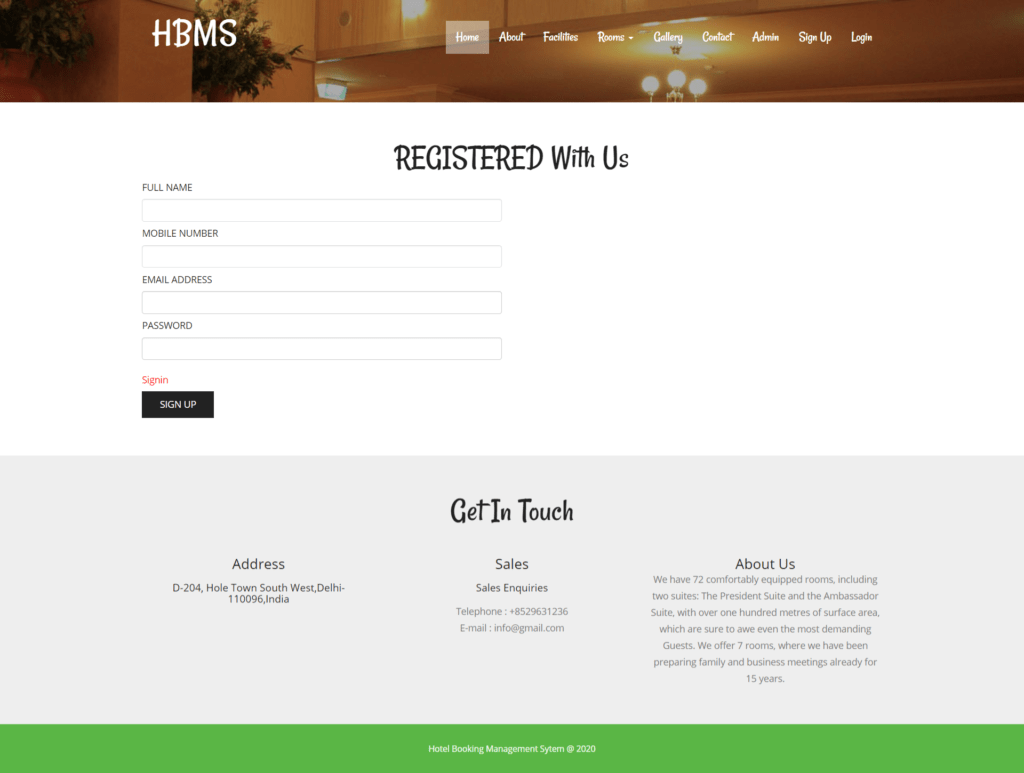 HBMS
Home About Facilities Rooms Gallery Contact Admin Sign Up Login
REGISTERED With Us
FULL NAME
MOBILE NUMBER
EMAIL ADDRESS
PASSWORD
Signin
SIGN UP
Get In Touch
Address
D-204, Hole Town South West,Delhi-
110096,India
Sales
Sales Enquiries
Telephone : +8529631236
E-mail : info@gmail.com
About Us
We have 72 comfortably equipped rooms, including
two suites: The President Suite and the Ambassador
Suite, with over one hundred metres of surface area,
which are sure to awe even the most demanding
Guests. We offer 7 rooms, where we have been
preparing family and business meetings already for
15 years.
Hotel Booking Management Sytem @ 2020